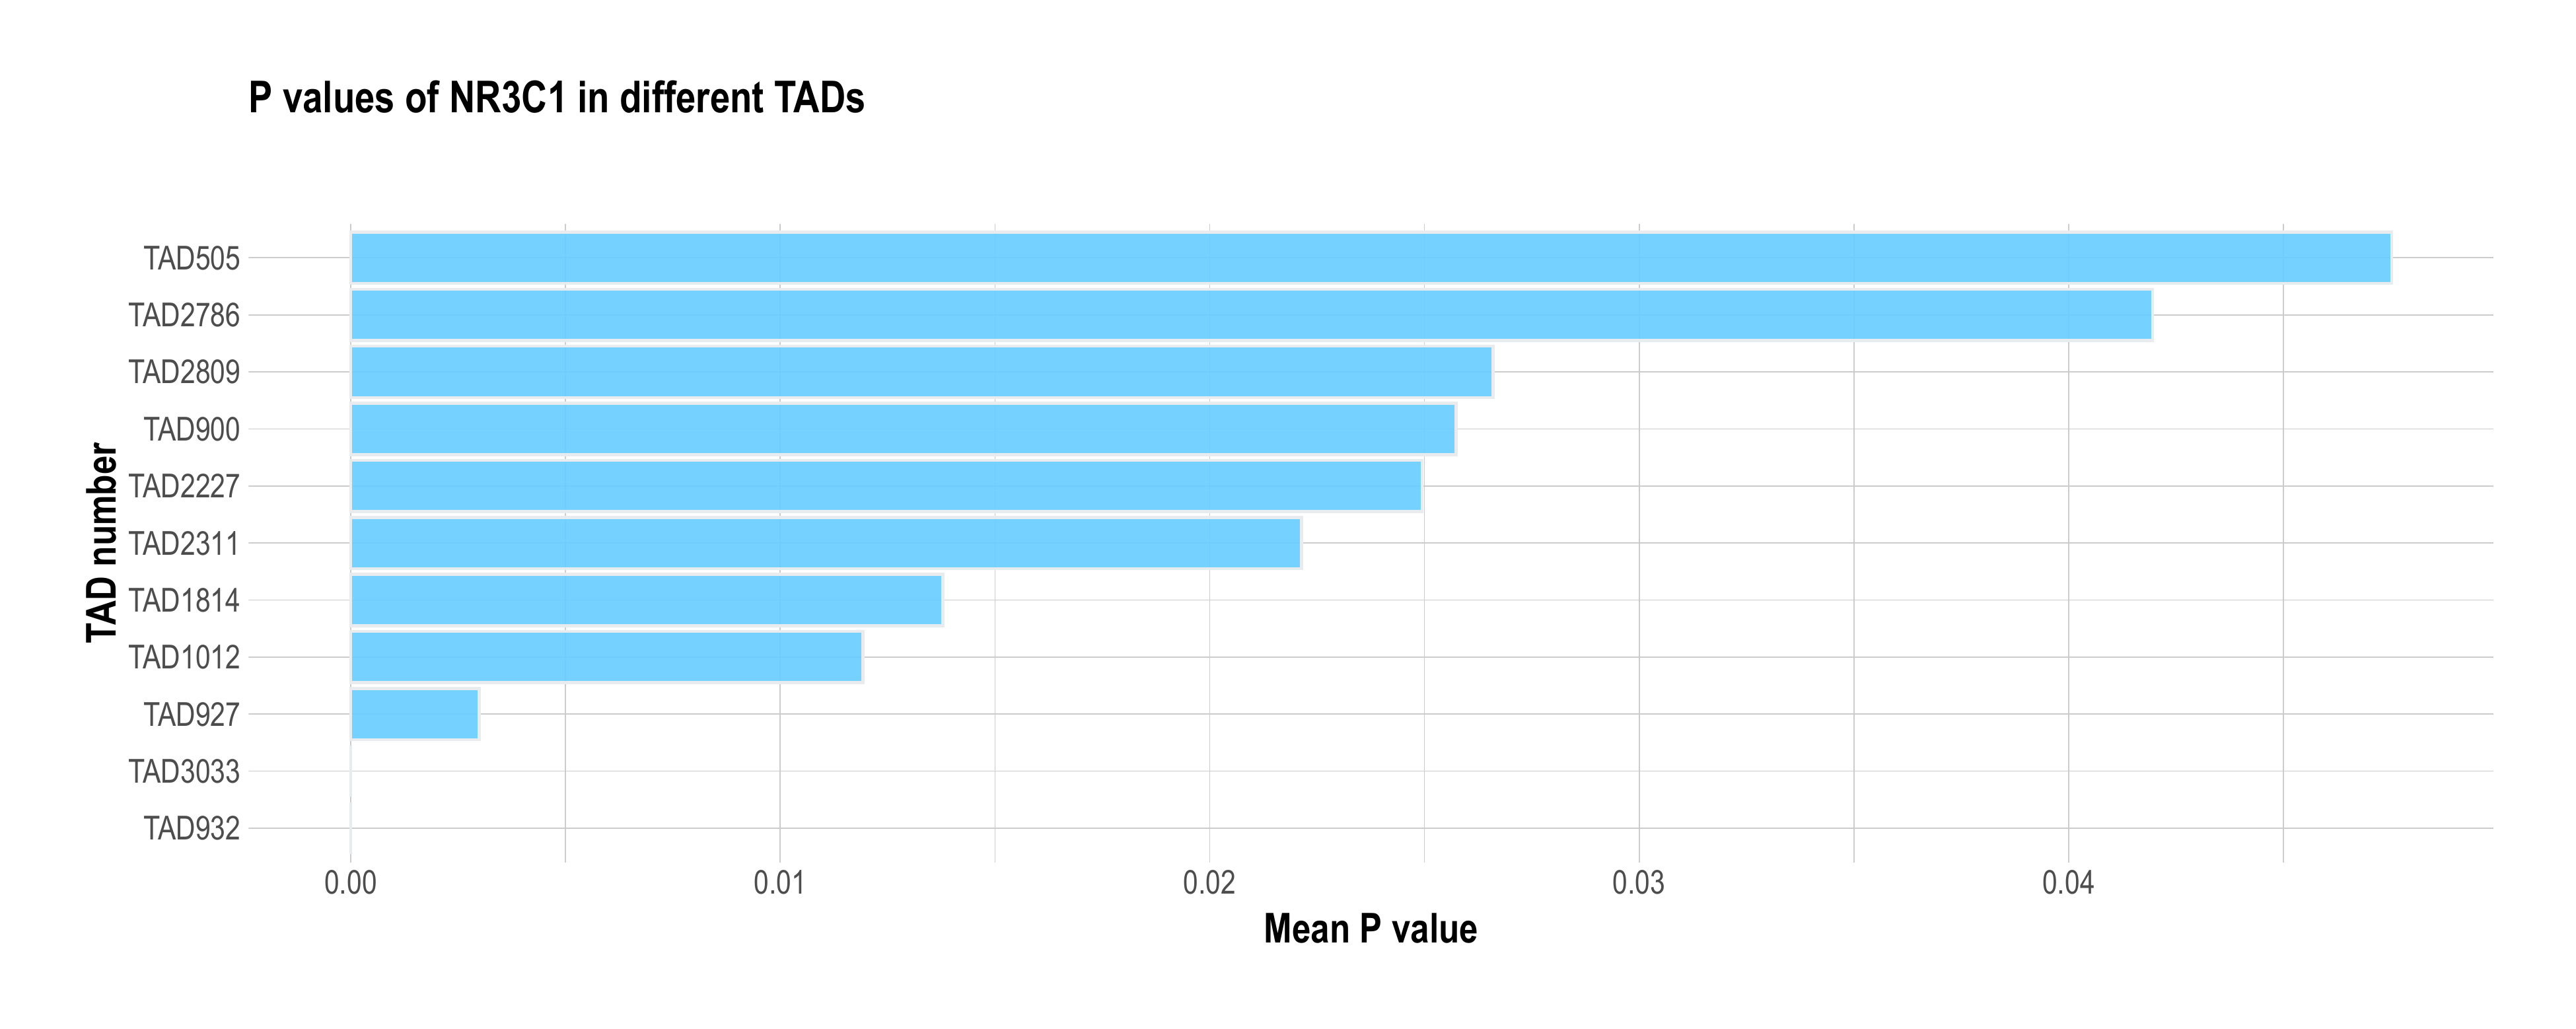 P values of NR3C1 in different TADs
TAD505
TAD2786
TAD2809
TAD900
TAD2227
TAD2311
TAD1814
TAD1012
TAD927
TAD3033
TAD932
TAD number
0.00 0.01 0.02 0.03 0.04
Mean P value